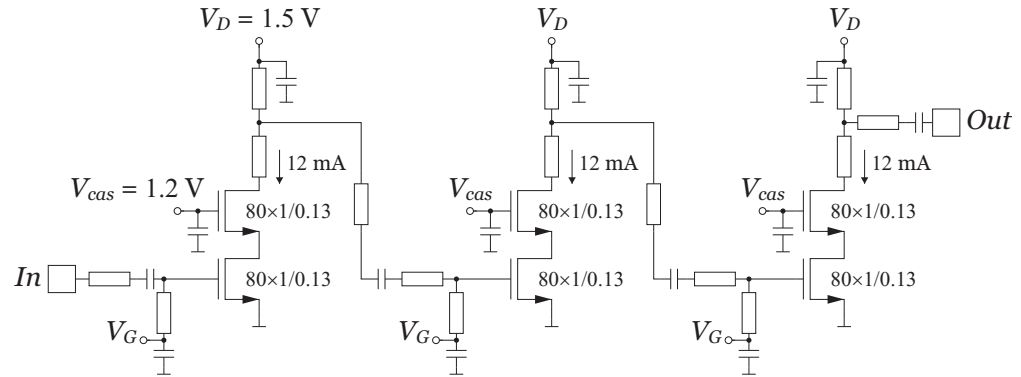 V_D = 1.5 V
V_D
V_D
Out
12 mA
12 mA
12 mA
V_cas = 1.2 V
V_cas
V_cas
80×1/0.13
80×1/0.13
80×1/0.13
In
80×1/0.13
80×1/0.13
80×1/0.13
V_G
V_G
V_G